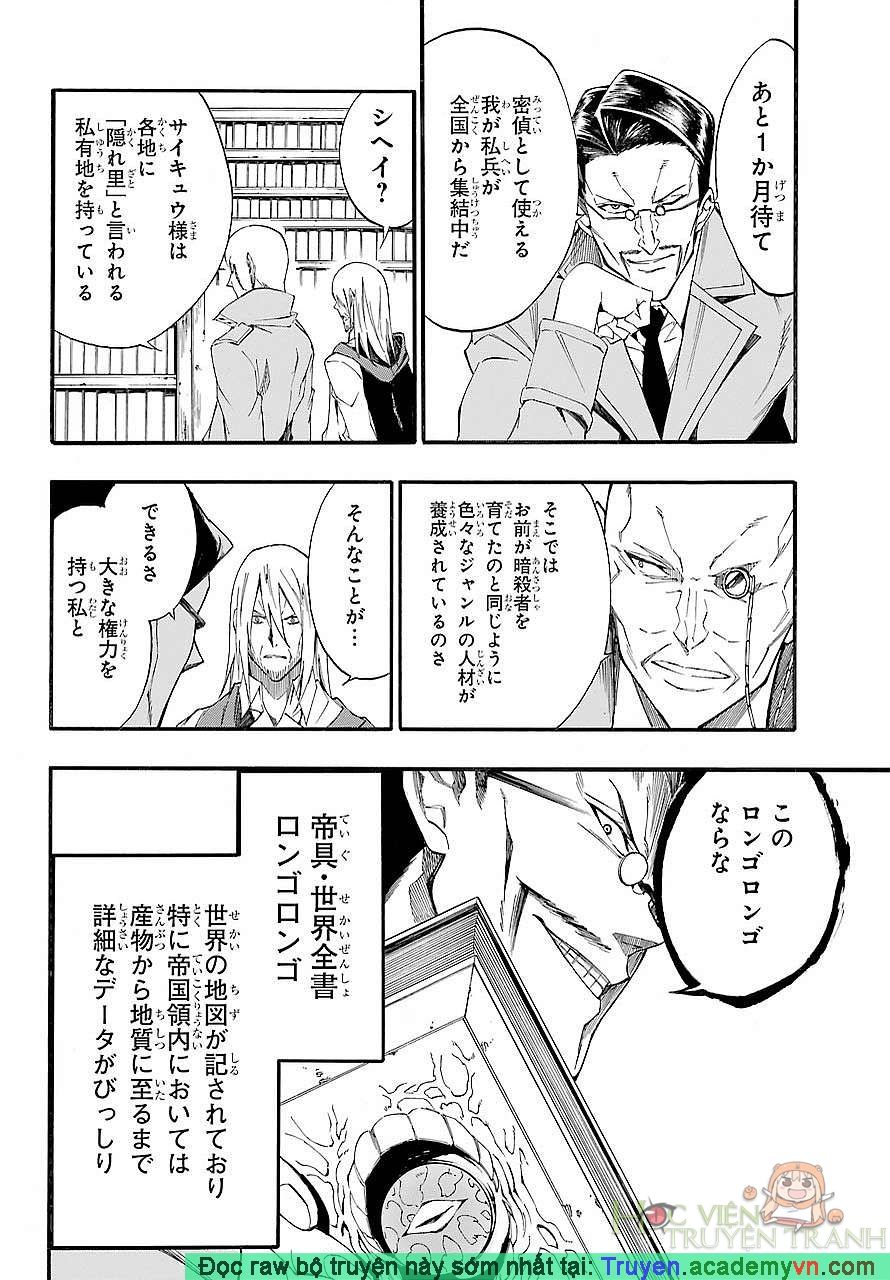 あと1か月待て
密偵として使える
我が私兵が
全国から集結中だ
シヘイ?
サイキュウ様は
各地に
「隠れ里」と言われる
私有地を持っている
そこでは
お前が暗殺者を
育てたのと同じように
色々なジャンルの人材が
養成されているのさ
そんなことが…
できるさ
大きな権力を
持つ私と
この
ロンゴロンゴ
ならな
帝具・世界全書
ロンゴロンゴ
世界の地図が記されており
特に帝国領内においては
産物から地質に至るまで
詳細なデータがびっしり
HỌC VIỆN
TRUYỆN TRANH
Đọc raw bộ truyện này sớm nhất tại: Truyen.academyvn.com